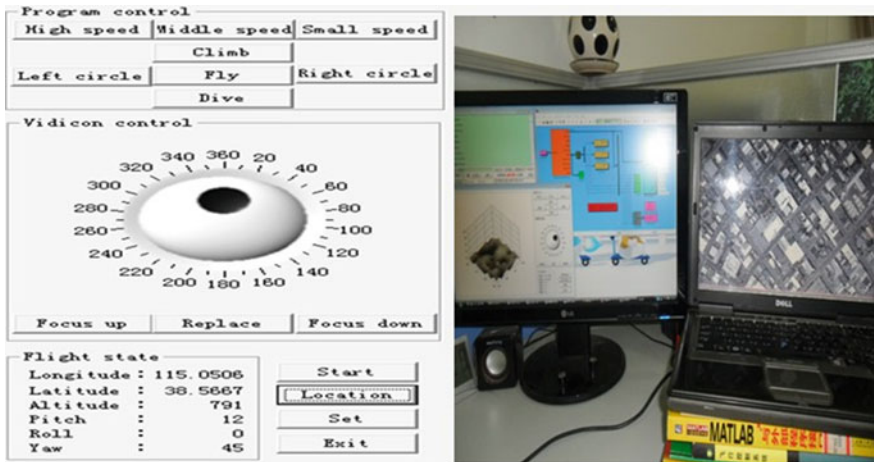 Program control
High speed Middle speed Small speed
Climb
Left circle Fly Right circle
Dive
Vidicon control
320 340 360 20 40
300 60
280 80
260 100
240 120
220 200 180 160 140
Focus up Replace Focus down
Flight state
Longitude: 115.0506
Latitude : 38.5667
Altitude : 791
Pitch : 12
Roll : 0
Yaw : 45
Start
Location
Set
Exit
LG
DELL
MATLAB